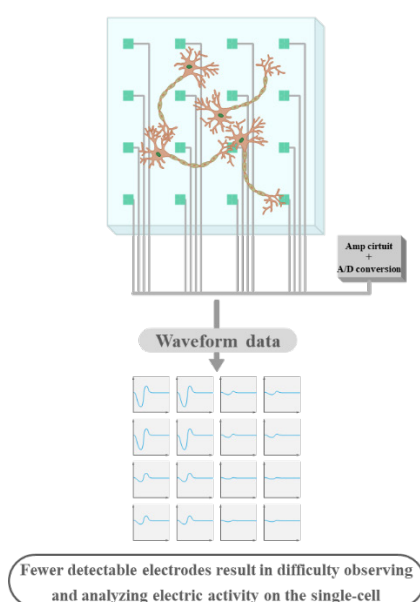 Amp cirtuit
+
A/D conversion
Waveform data
Fewer detectable electrodes result in difficulty observing
and analyzing electric activity on the single-cell